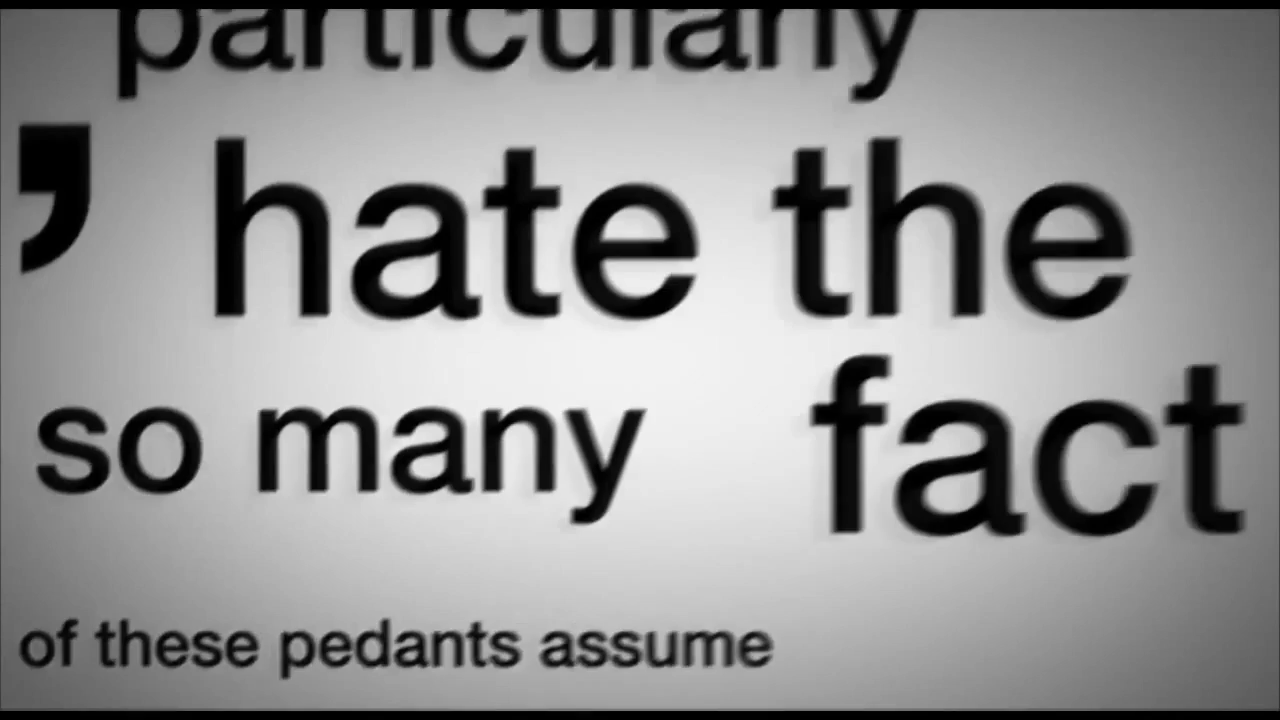 particularly
’ hate the
so many fact
of these pedants assume